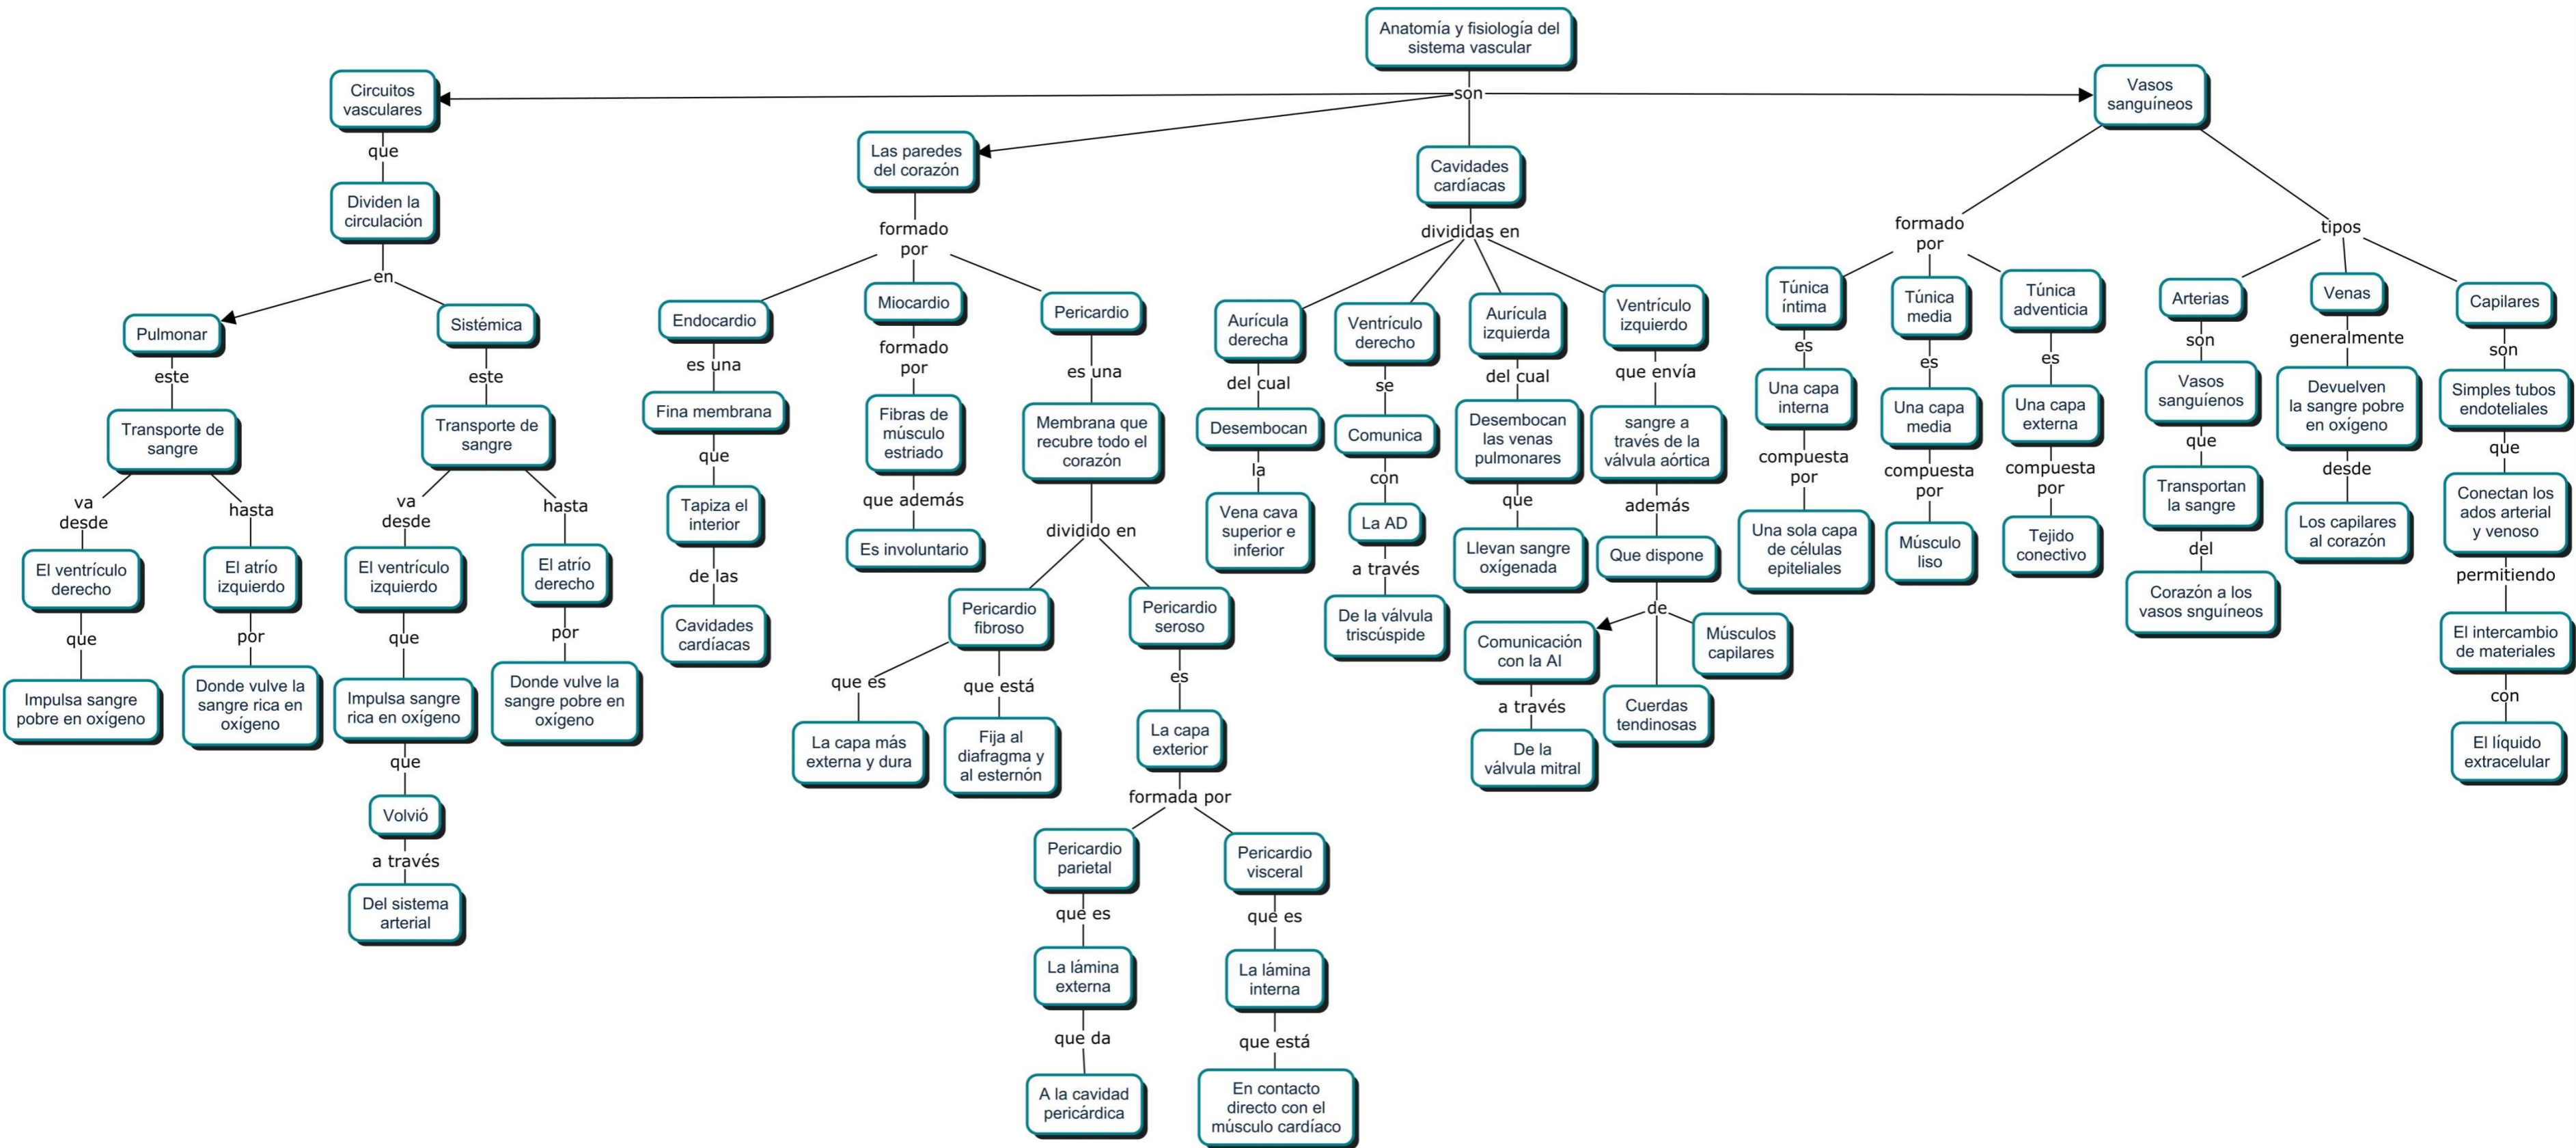 Anatomía y fisiología del
sistema vascular
son
Circuitos
vasculares
que
Dividen la
circulación
en
Pulmonar
este
Transporte de
sangre
va
desde
El ventrículo
derecho
que
Impulsa sangre
pobre en oxígeno
hasta
El atrío
izquierdo
por
Donde vulve la
sangre rica en
oxígeno
Sistémica
este
Transporte de
sangre
va
desde
El ventrículo
izquierdo
que
Impulsa sangre
rica en oxígeno
que
Volvió
a través
Del sistema
arterial
hasta
El atrío
derecho
por
Donde vulve la
sangre pobre en
oxígeno
Las paredes
del corazón
formado
por
Endocardio
es una
Fina membrana
que
Tapiza el
interior
de las
Cavidades
cardíacas
Miocardio
formado
por
Fibras de
músculo
estriado
que además
Es involuntario
Pericardio
es una
Membrana que
recubre todo el
corazón
dividido en
Pericardio
fibroso
que es
La capa más
externa y dura
que está
Fija al
diafragma y
al esternón
Pericardio
seroso
es
La capa
exterior
formada por
Pericardio
parietal
que es
La lámina
externa
que da
A la cavidad
pericárdica
Pericardio
visceral
que es
La lámina
interna
que está
En contacto
directo con el
músculo cardíaco
Cavidades
cardíacas
divididas en
Aurícula
derecha
del cual
Desembocan
la
Vena cava
superior e
inferior
Ventrículo
derecho
se
Comunica
con
La AD
a través
De la válvula
triscúspide
Aurícula
izquierda
del cual
Desembocan
las venas
pulmonares
que
Llevan sangre
oxígenada
Ventrículo
izquierdo
que envía
sangre a
través de la
válvula aórtica
además
Que dispone
de
Comunicación
con la AI
a través
De la
válvula mitral
Cuerdas
tendinosas
Músculos
capilares
Vasos
sanguíneos
formado
por
Túnica
íntima
es
Una capa
interna
compuesta
por
Una sola capa
de células
epiteliales
Túnica
media
es
Una capa
media
compuesta
por
Músculo
liso
Túnica
adventicia
es
Una capa
externa
compuesta
por
Tejido
conectivo
tipos
Arterias
son
Vasos
sanguíenos
que
Transportan
la sangre
del
Corazón a los
vasos snguíneos
Venas
generalmente
Devuelven
la sangre pobre
en oxígeno
desde
Los capilares
al corazón
Capilares
son
Simples tubos
endoteliales
que
Conectan los
ados arterial
y venoso
permitiendo
El intercambio
de materiales
con
El líquido
extracelular